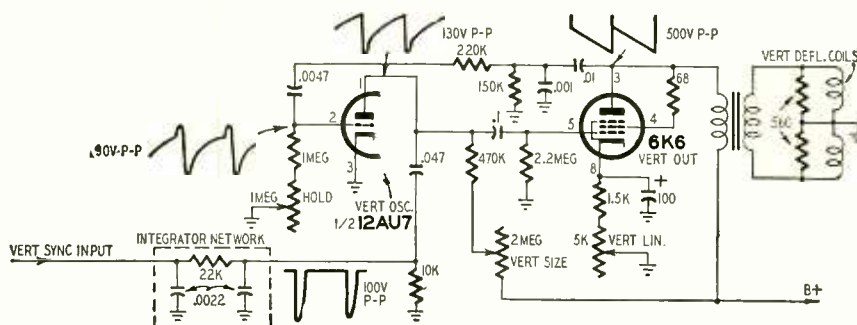 130V P-P
500V P-P
VERT DEFL. COILS
220K
.0047
150K
.001
.01
1
3
68
2
.1
5
4
6K6
VERT OUT
90V-P-P
3
1MEG
.047
470K
2.2MEG
8
+
100
1.5K
1MEG
HOLD
VERT OSC.
1/2 12AU7
2MEG
VERT SIZE
5K
VERT LIN.
INTEGRATOR NETWORK
VERT SYNC INPUT
22K
.0022
100V
P-P
10K
B+